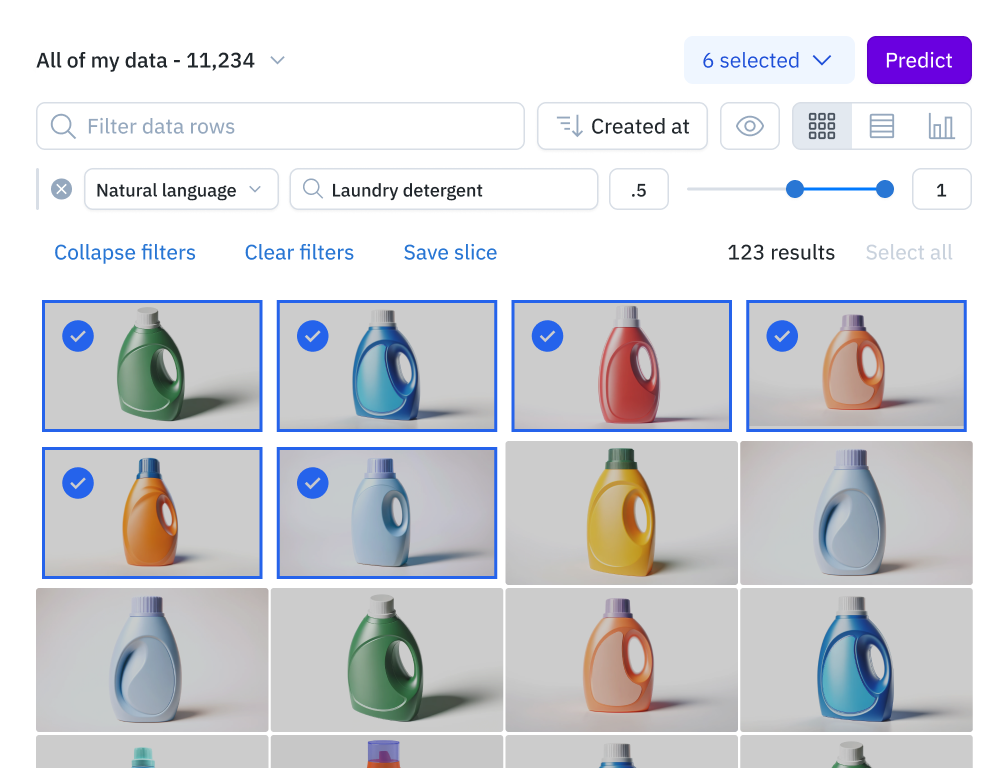 All of my data - 11,234
6 selected
Predict
Filter data rows
Created at
Natural language
Laundry detergent
.5
1
Collapse filters
Clear filters
Save slice
123 results
Select all